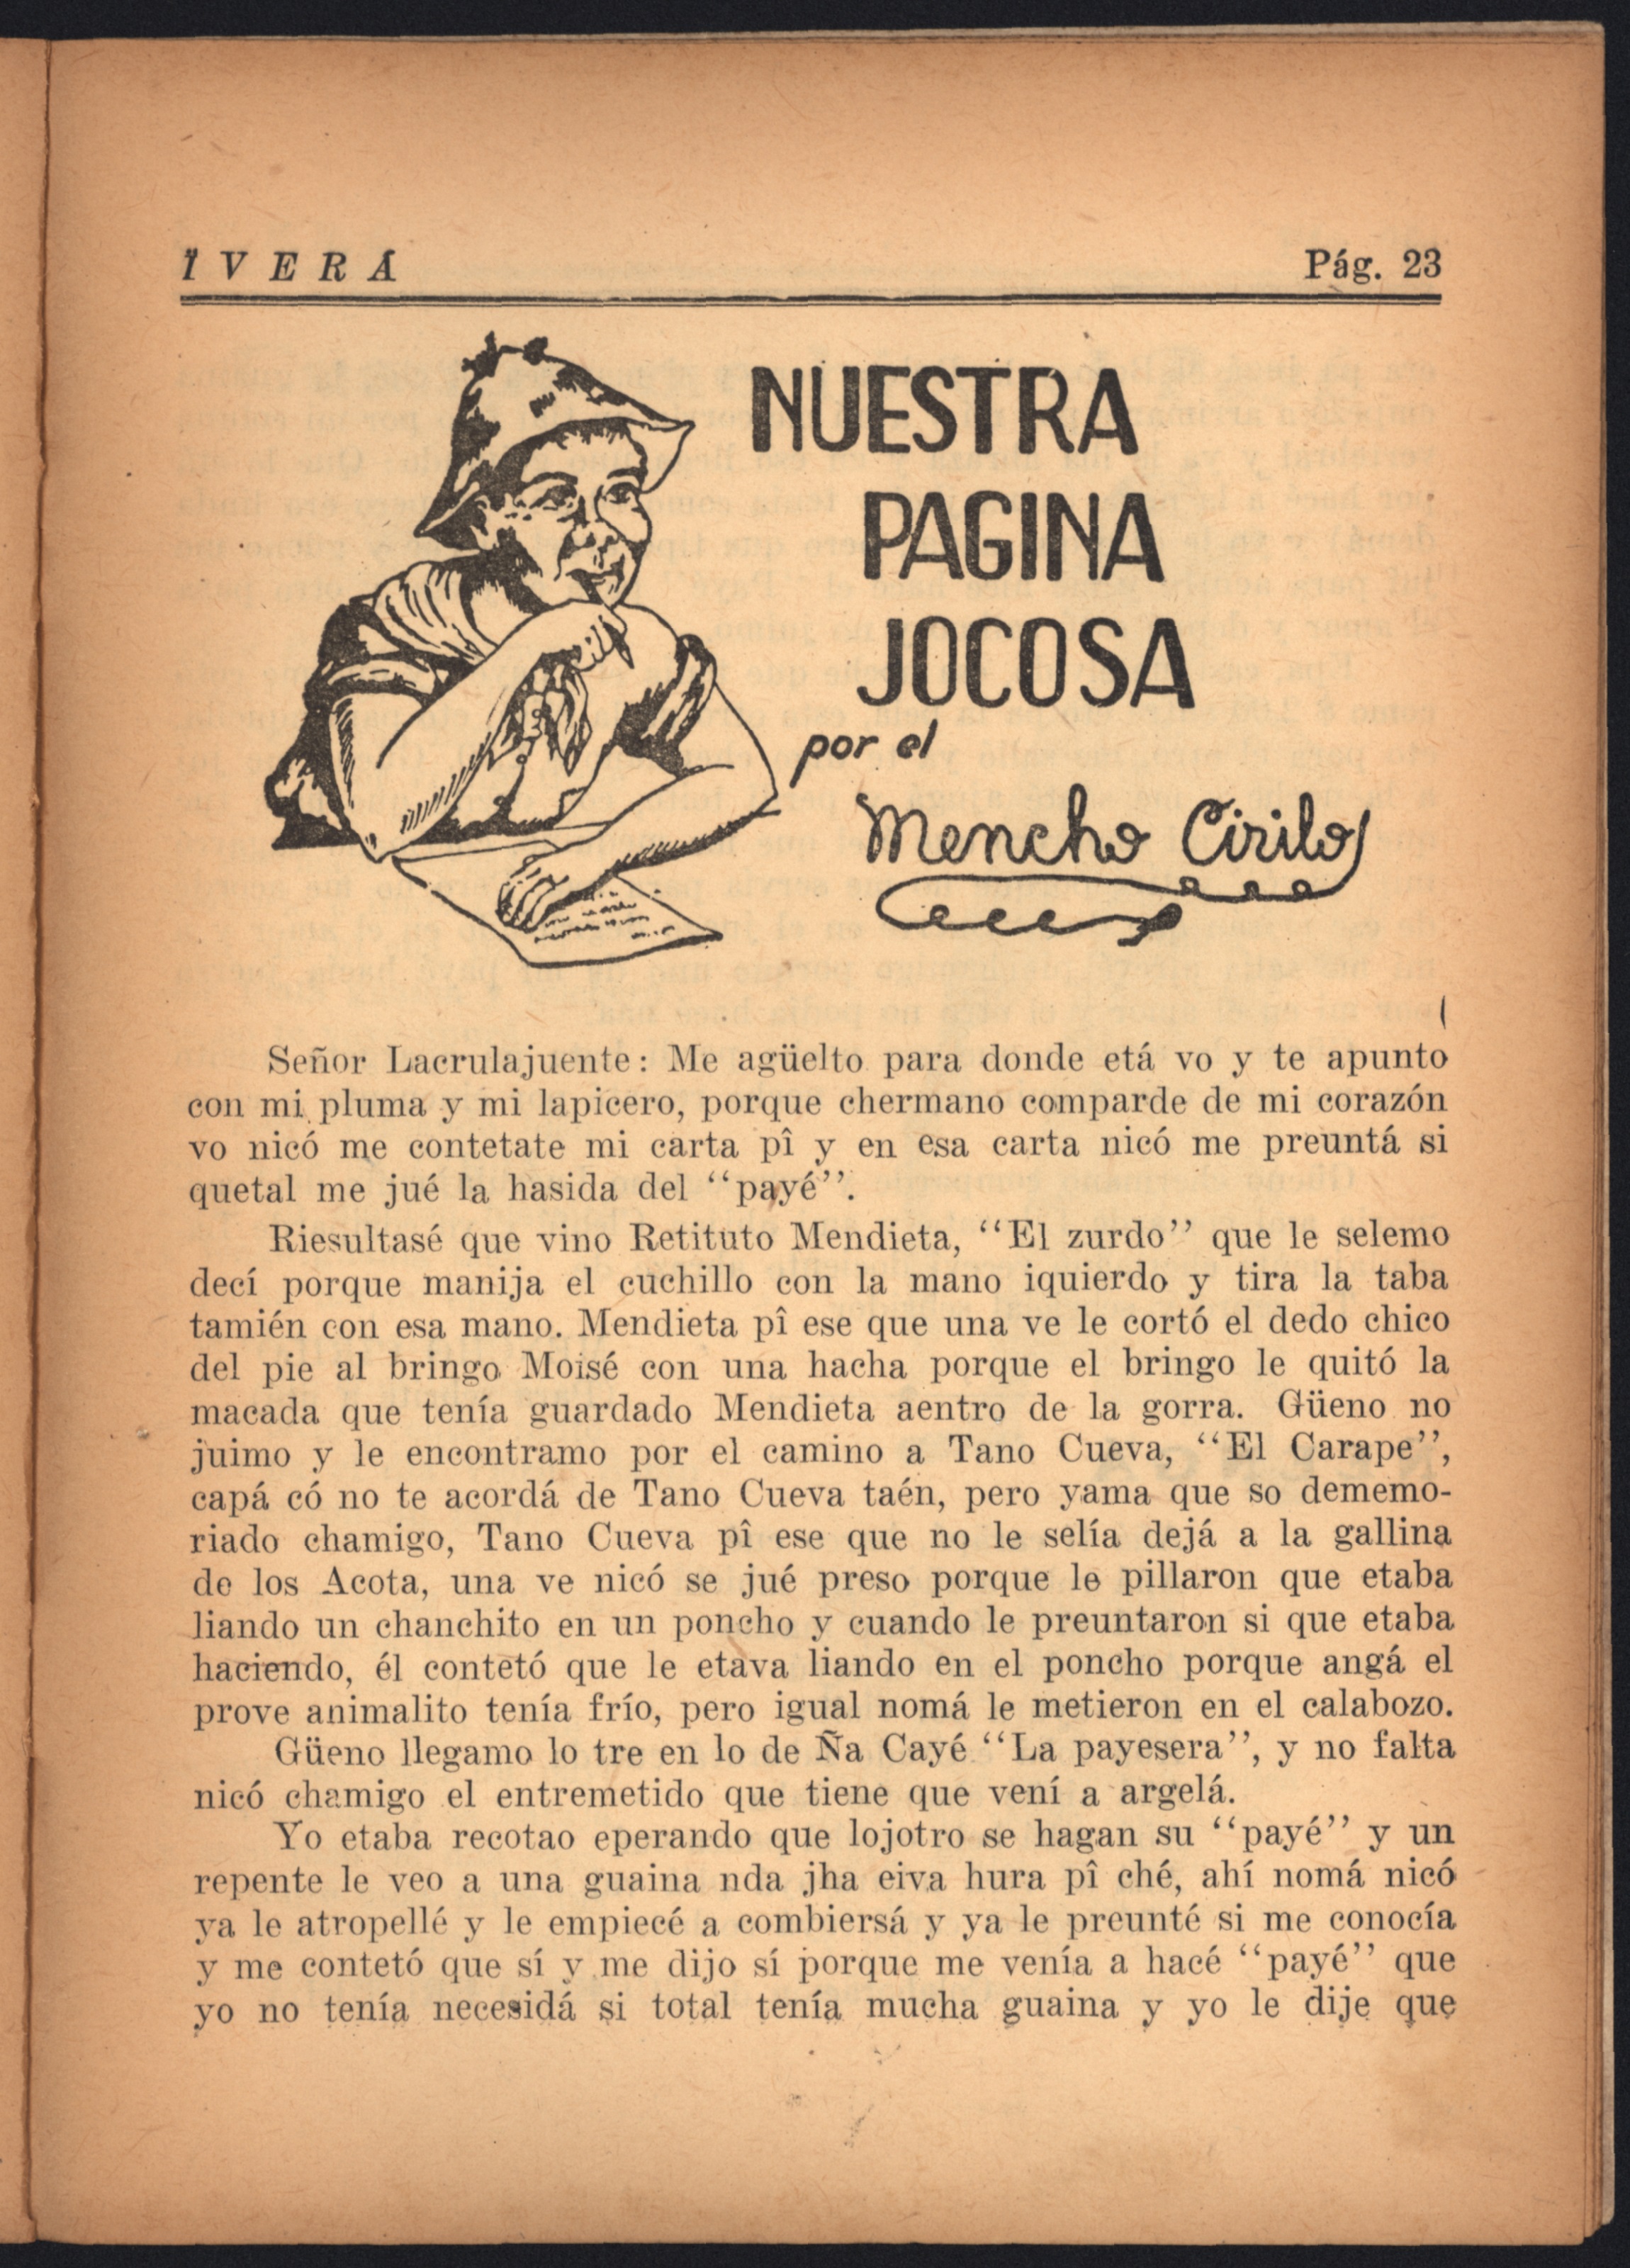 ÏVERÁ Pág. 23
NUESTRA
PAGINA
JOCOSA
por el
Mencho Cirilo
Señor Lacrulajuente: Me agüelto para donde etá vo y te apunto
con mi pluma y mi lapicero, porque chermano comparde de mi corazón
vo nicó me contetate mi carta pî y en esa carta nicó me preuntá si
quetal me jué la hasida del “payé”.
Riesultasé que vino Retituto Mendieta, “El zurdo” que le selemo
decí porque manija el cuchillo con la mano iquierdo y tira la taba
tamién con esa mano. Mendieta pî ese que una ve le cortó el dedo chico
del pie al bringo Moisé con una hacha porque el bringo le quitó la
macada que tenía guardado Mendieta aentro de la gorra. Güeno no
juimo y le encontramo por el camino a Tano Cueva, “El Carape”,
capá có no te acordá de Tano Cueva taén, pero yama que so dememo-
riado chamigo, Tano Cueva pî ese que no le selía dejá a la gallina
de los Acota, una ve nicó se jué preso porque le pillaron que etaba
liando un chanchito en un poncho y cuando le preuntaron si que etaba
haciendo, él contetó que le etava liando en el poncho porque angá el
prove animalito tenía frío, pero igual nomá le metieron en el calabozo.
Güeno llegamo lo tre en lo de Ña Cayé “La payesera”, y no falta
nicó chamigo el entremetido que tiene que vení a argelá.
Yo etaba recotao eperando que lojotro se hagan su “payé” y un
repente le veo a una guaina nda jha eiva hura pî ché, ahí nomá nicó
ya le atropellé y le empiecé a combiersá y ya le preunté si me conocía
y me contetó que sí y me dijo sí porque me venía a hacé “payé” que
yo no tenía necesidá si total tenía mucha guaina y yo le dije que